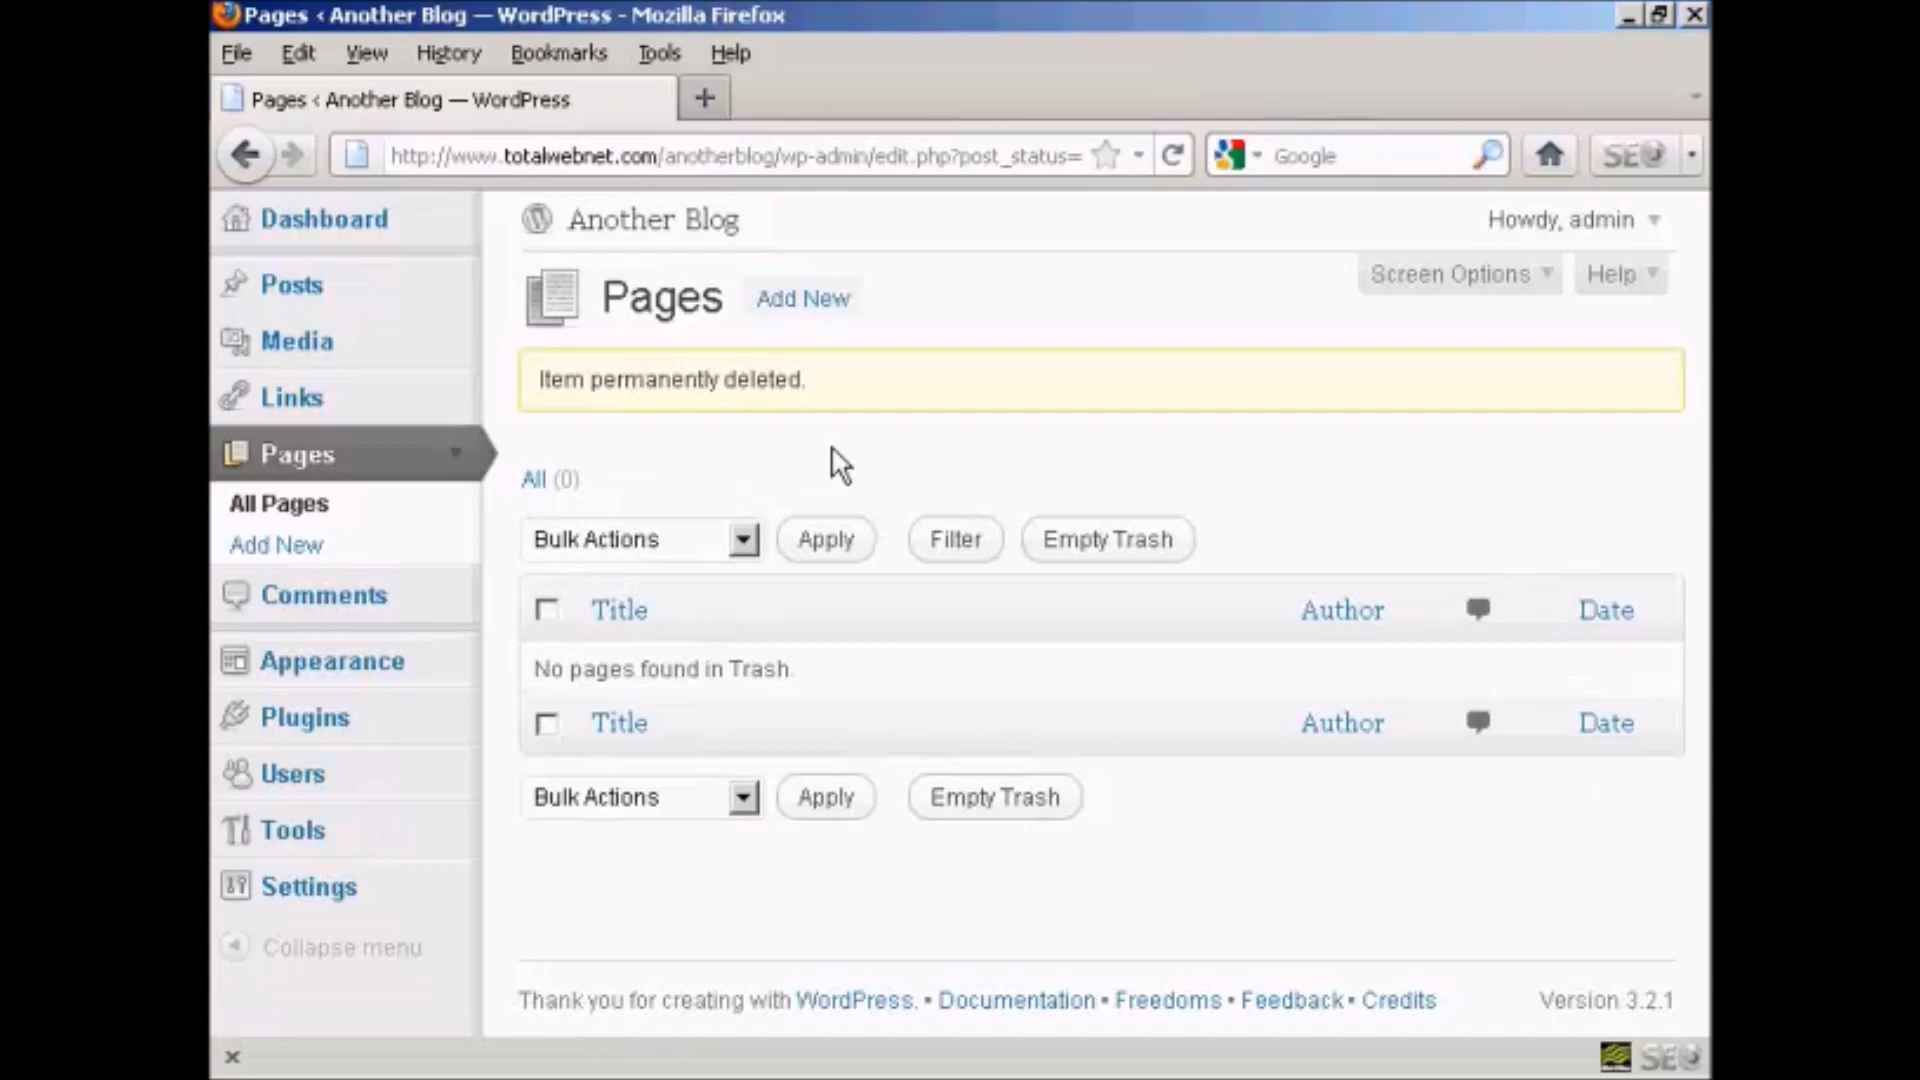 Pages ‹ Another Blog — WordPress - Mozilla Firefox
File Edit View History Bookmarks Tools Help
Pages ‹ Another Blog — WordPress
http://www.totalwebnet.com/anotherblog/wp-admin/edit.php?post_status= Google SEO
Dashboard
Another Blog
Howdy, admin
Screen Options Help
Pages Add New
Item permanently deleted.
Posts
Media
Links
Pages
All Pages
Add New
Comments
Appearance
Plugins
Users
Tools
Settings
Collapse menu
All (0)
Bulk Actions Apply Filter Empty Trash
Title Author Date
No pages found in Trash.
Title Author Date
Bulk Actions Apply Empty Trash
Thank you for creating with WordPress. • Documentation • Freedoms • Feedback • Credits Version 3.2.1
SEO